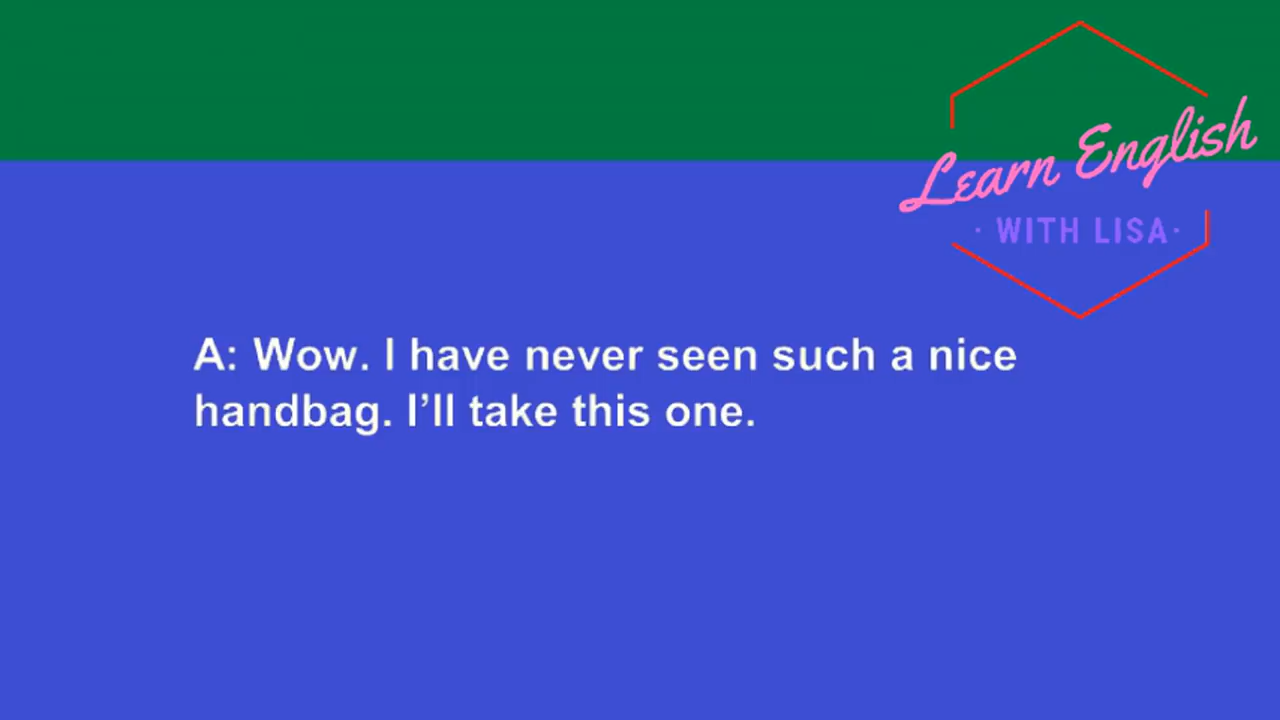 Learn English
· WITH LISA·
A: Wow. I have never seen such a nice
handbag. I’ll take this one.